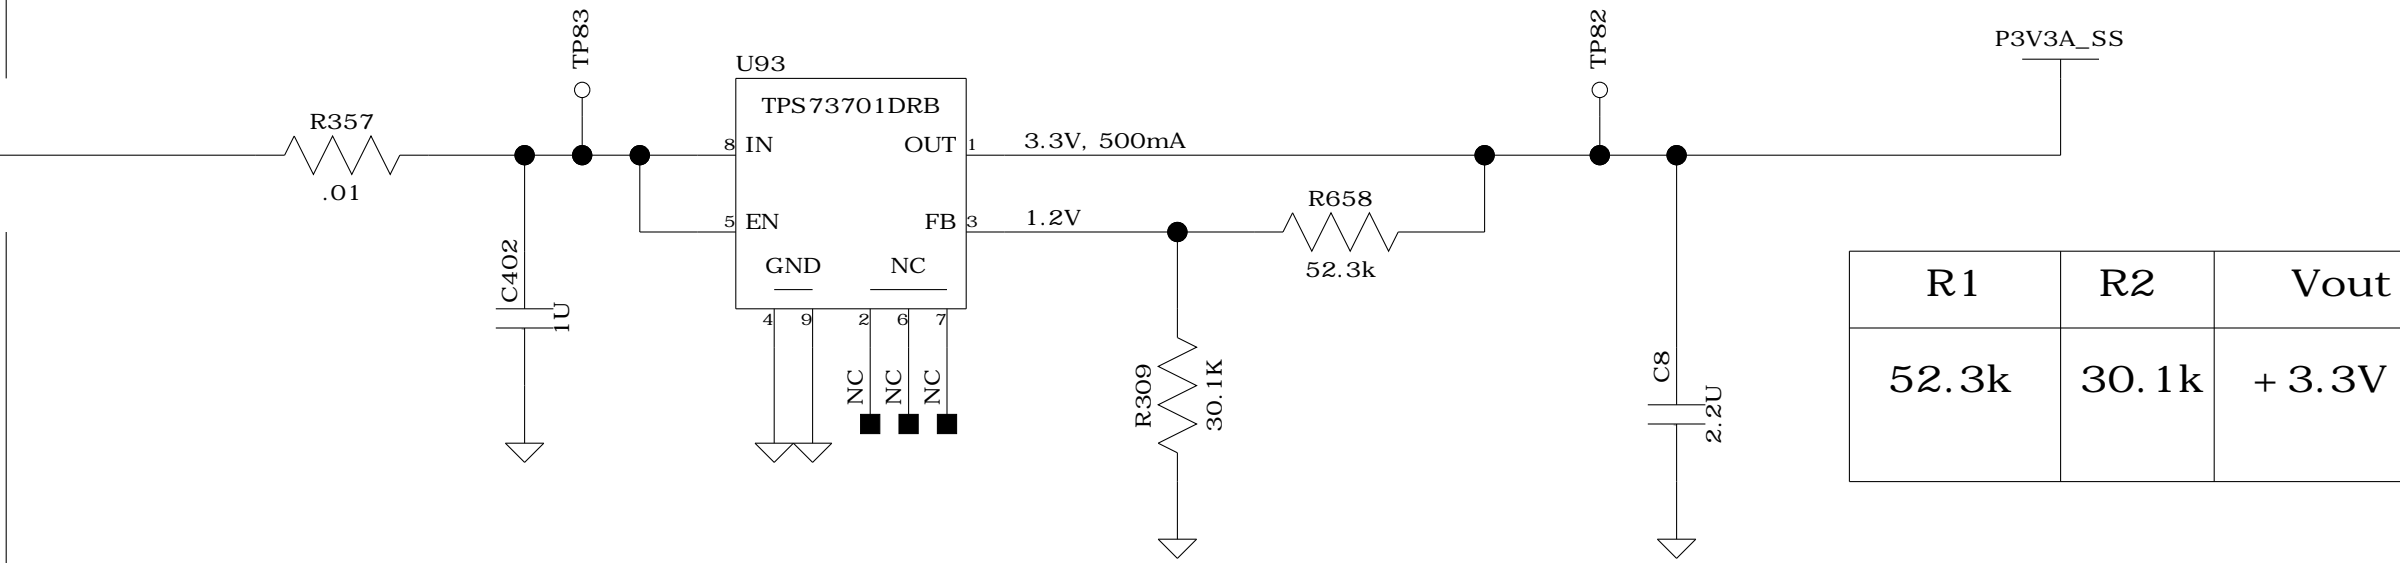 TP83
TP82
P3V3A_SS
U93
TPS73701DRB
R357
.01
8
IN
OUT
1
3.3V, 500mA
5
EN
FB
3
1.2V
R658
52.3k
GND
NC
4
9
2
6
7
NC
NC
NC
C402
1U
R309
30.1K
C8
2.2U
R1
R2
Vout
52.3k
30.1k
+3.3V